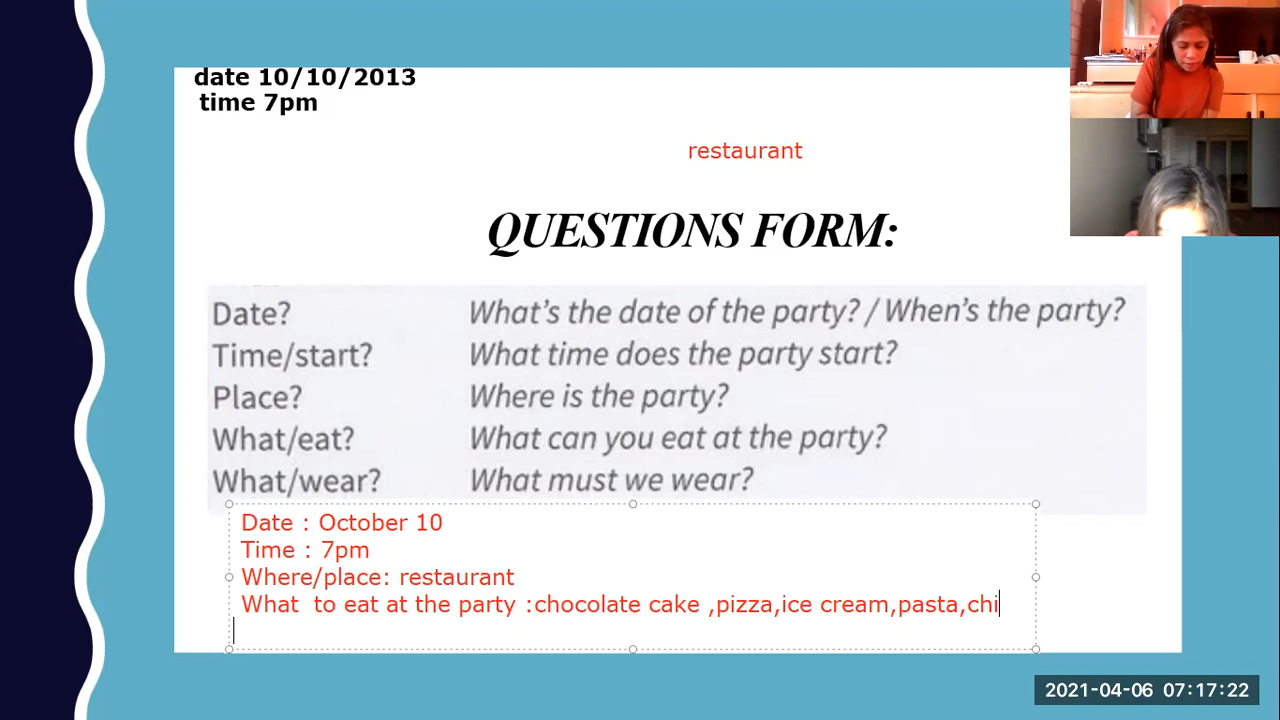 date 10/10/2013
time 7pm
restaurant
QUESTIONS FORM:
Date? What's the date of the party? / When's the party?
Time/start? What time does the party start?
Place? Where is the party?
What/eat? What can you eat at the party?
What/wear? What must we wear?
Date : October 10
Time : 7pm
Where/place: restaurant
What  to eat at the party :chocolate cake ,pizza,ice cream,pasta,chi
2021-04-06 07:17:22